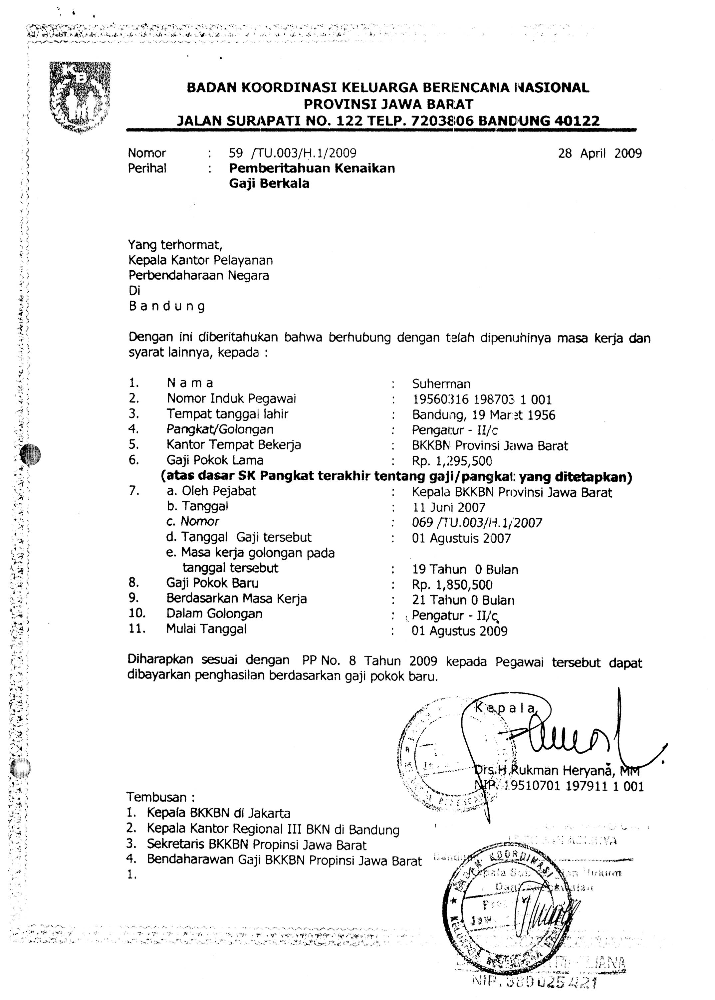 KB
BADAN KOORDINASI KELUARGA BERENCANA NASIONAL
PROVINSI JAWA BARAT
JALAN SURAPATI NO. 122 TELP. 7203806 BANDUNG 40122
Nomor : 59 /TU.003/H.1/2009 28 April 2009
Perihal : Pemberitahuan Kenaikan
Gaji Berkala
Yang terhormat,
Kepala Kantor Pelayanan
Perbendaharaan Negara
Di
B a n d u n g
Dengan ini diberitahukan bahwa berhubung dengan telah dipenuhinya masa kerja dan
syarat lainnya, kepada :
1. N a m a : Suherman
2. Nomor Induk Pegawai : 19560316 198703 1 001
3. Tempat tanggal lahir : Bandung, 19 Maret 1956
4. Pangkat/Golongan : Pengatur - II/c
5. Kantor Tempat Bekerja : BKKBN Provinsi Jawa Barat
6. Gaji Pokok Lama : Rp. 1,295,500
(atas dasar SK Pangkat terakhir tentang gaji/pangkat yang ditetapkan)
7. a. Oleh Pejabat : Kepala BKKBN Provinsi Jawa Barat
b. Tanggal : 11 Juni 2007
c. Nomor : 069 /TU.003/H.1/2007
d. Tanggal Gaji tersebut : 01 Agustuis 2007
e. Masa kerja golongan pada
tanggal tersebut : 19 Tahun 0 Bulan
8. Gaji Pokok Baru : Rp. 1,850,500
9. Berdasarkan Masa Kerja : 21 Tahun 0 Bulan
10. Dalam Golongan : Pengatur - II/c
11. Mulai Tanggal : 01 Agustus 2009
Diharapkan sesuai dengan PP No. 8 Tahun 2009 kepada Pegawai tersebut dapat
dibayarkan penghasilan berdasarkan gaji pokok baru.
K e p a l a,
Drs.H.Rukman Heryana, MM
NIP. 19510701 197911 1 001
Tembusan :
1. Kepala BKKBN di Jakarta
2. Kepala Kantor Regional III BKN di Bandung
3. Sekretaris BKKBN Propinsi Jawa Barat
4. Bendaharawan Gaji BKKBN Propinsi Jawa Barat
1.
BADAN KOORDINASI
KELUARGA BERENCANA
Kepala Sub Hukum
NIP. 380025421